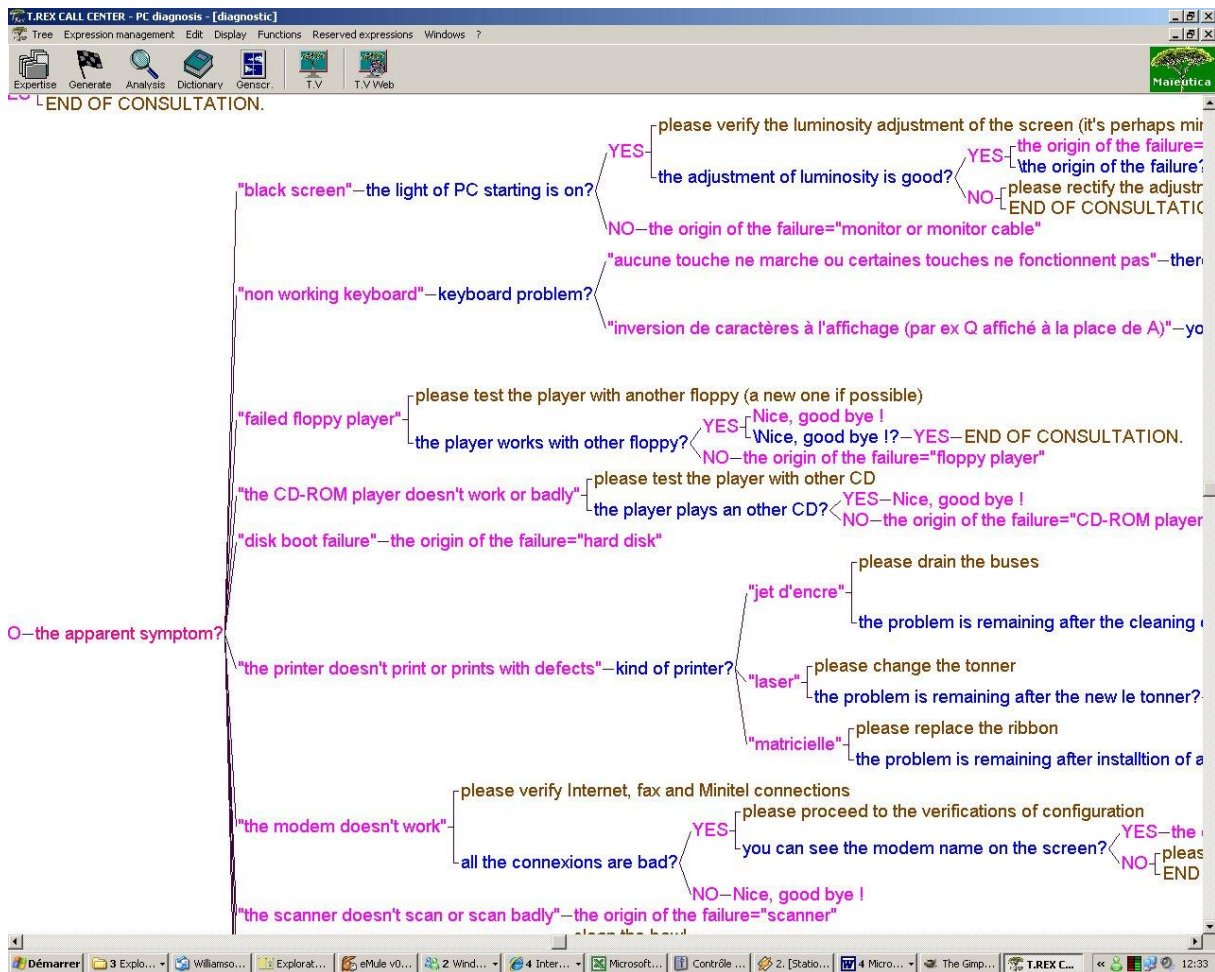 T.REX CALL CENTER - PC diagnosis - [diagnostic]
Tree Expression management Edit Display Functions Reserved expressions Windows ?
Expertise Generate Analysis Dictionary Genscr. T.V T.V Web
Maïeutica
END OF CONSULTATION.
please verify the luminosity adjustment of the screen (it's perhaps
YES
the origin of the failure=
YES
"black screen" the light of PC starting is on? the adjustment of luminosity is good? \the origin of the failure?
NO please rectify the
END OF
NO the origin of the failure="monitor or monitor cable"
"aucune touche ne marche ou certaines touches ne fonctionnent pas"
"non working keyboard" keyboard problem?
"inversion de caractères à l'affichage (par ex Q affiché à la place de A)"
please test the player with another floppy (a new one if possible)
"failed floppy player" YES Nice, good bye !
the player works with other floppy? \Nice, good bye !? YES END OF CONSULTATION.
NO the origin of the failure="floppy player"
please test the player with other CD
"the CD-ROM player doesn't work or badly" YES Nice, good bye !
the player plays an other CD?
NO the origin of the failure="CD-ROM player
"disk boot failure" the origin of the failure="hard disk"
please drain the buses
"jet d'encre"
the problem is remaining after the cleaning
O the apparent symptom?
"the printer doesn't print or prints with defects" kind of printer?
please change the tonner
"laser"
the problem is remaining after the new le tonner?
please replace the ribbon
"matricielle"
the problem is remaining after installtion of a
please verify Internet, fax and Minitel connections
please proceed to the verifications of configuration
"the modem doesn't work" YES
YES the
you can see the modem name on the screen?
all the connexions are bad? NO
END
NO Nice, good bye !
"the scanner doesn't scan or scan badly" the origin of the failure="scanner"
Démarrer 3 Explo... Williamso... Explorat... eMule v0... 2 Wind... 4 Inter... Microsoft... Contrôle ... 2. [Statio... 4 Micro... The Gimp... T.REX C... « 12:33